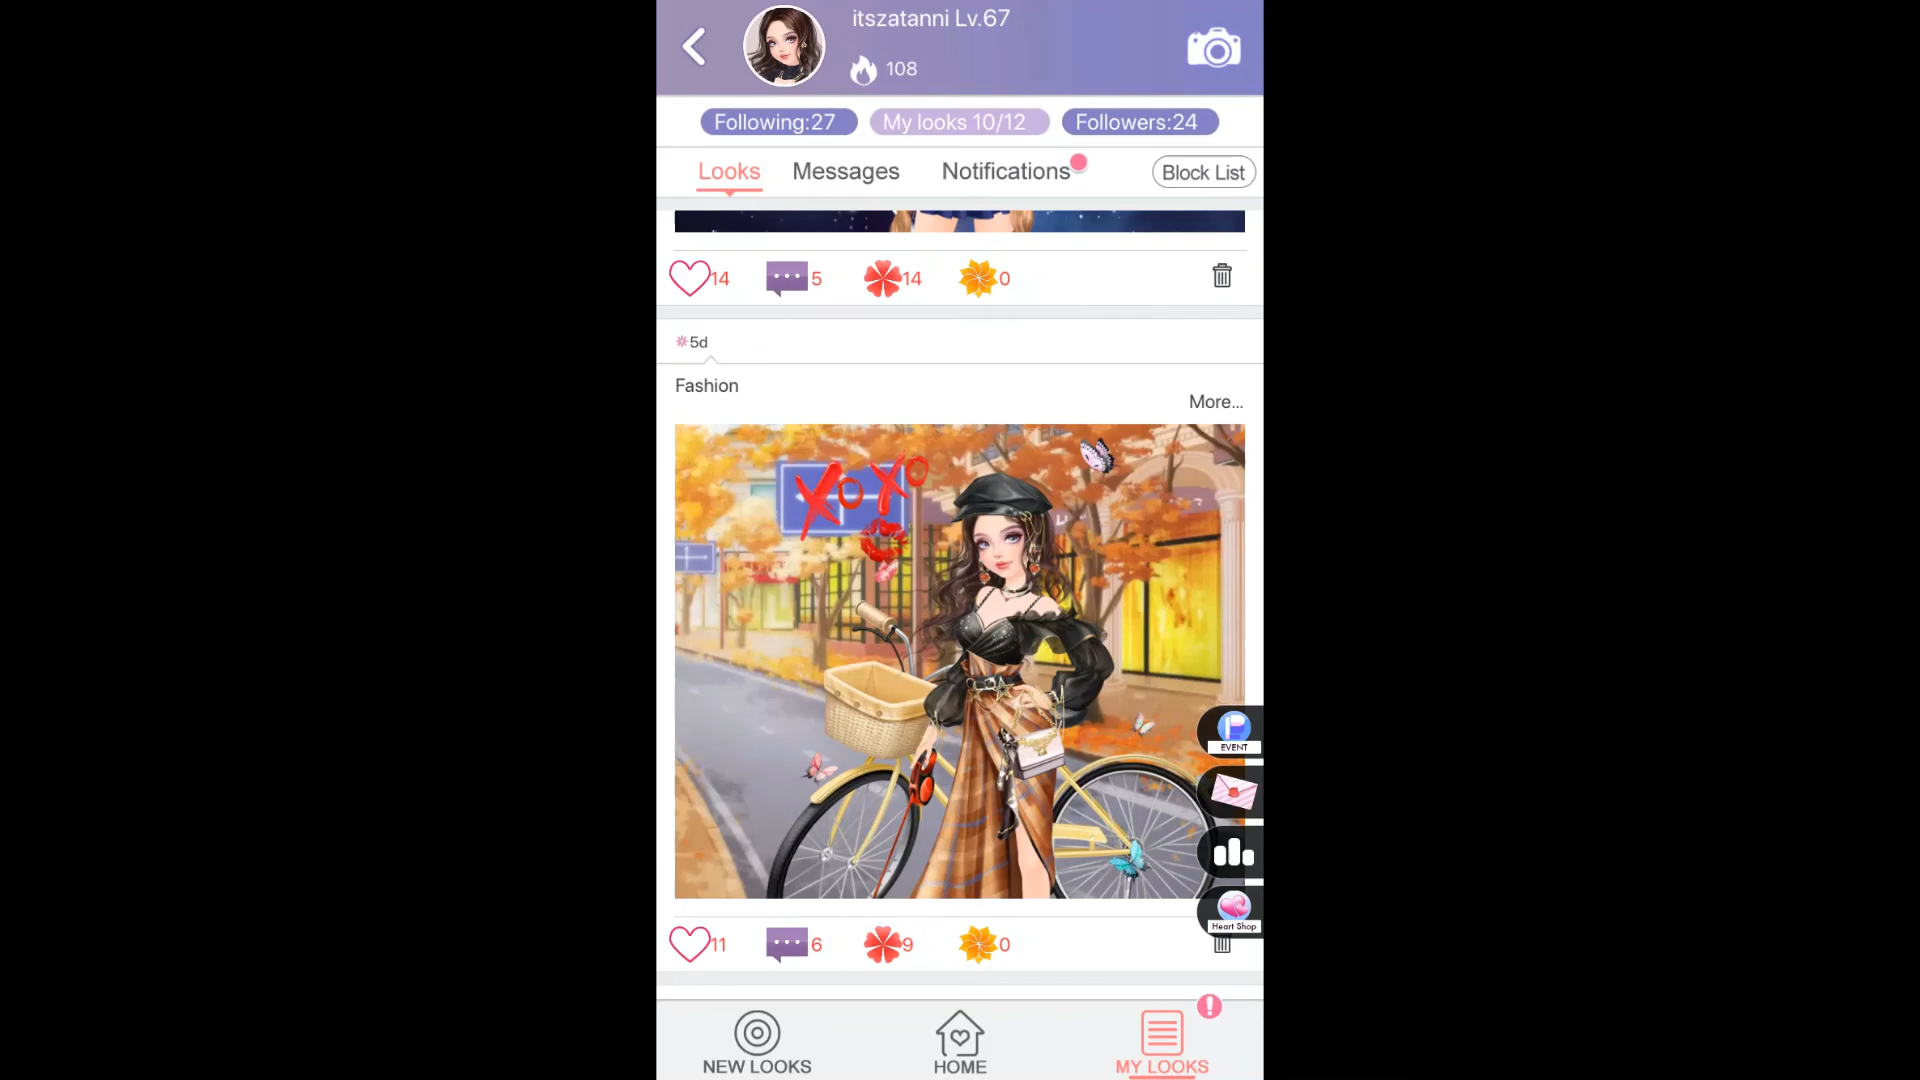 itszatanni Lv.67
108
Following:27
My looks 10/12
Followers:24
Looks
Messages
Notifications
Block List
14
5
14
0
5d
Fashion
More...
XOXO
EVENT
Heart Shop
11
6
9
0
NEW LOOKS
HOME
MY LOOKS